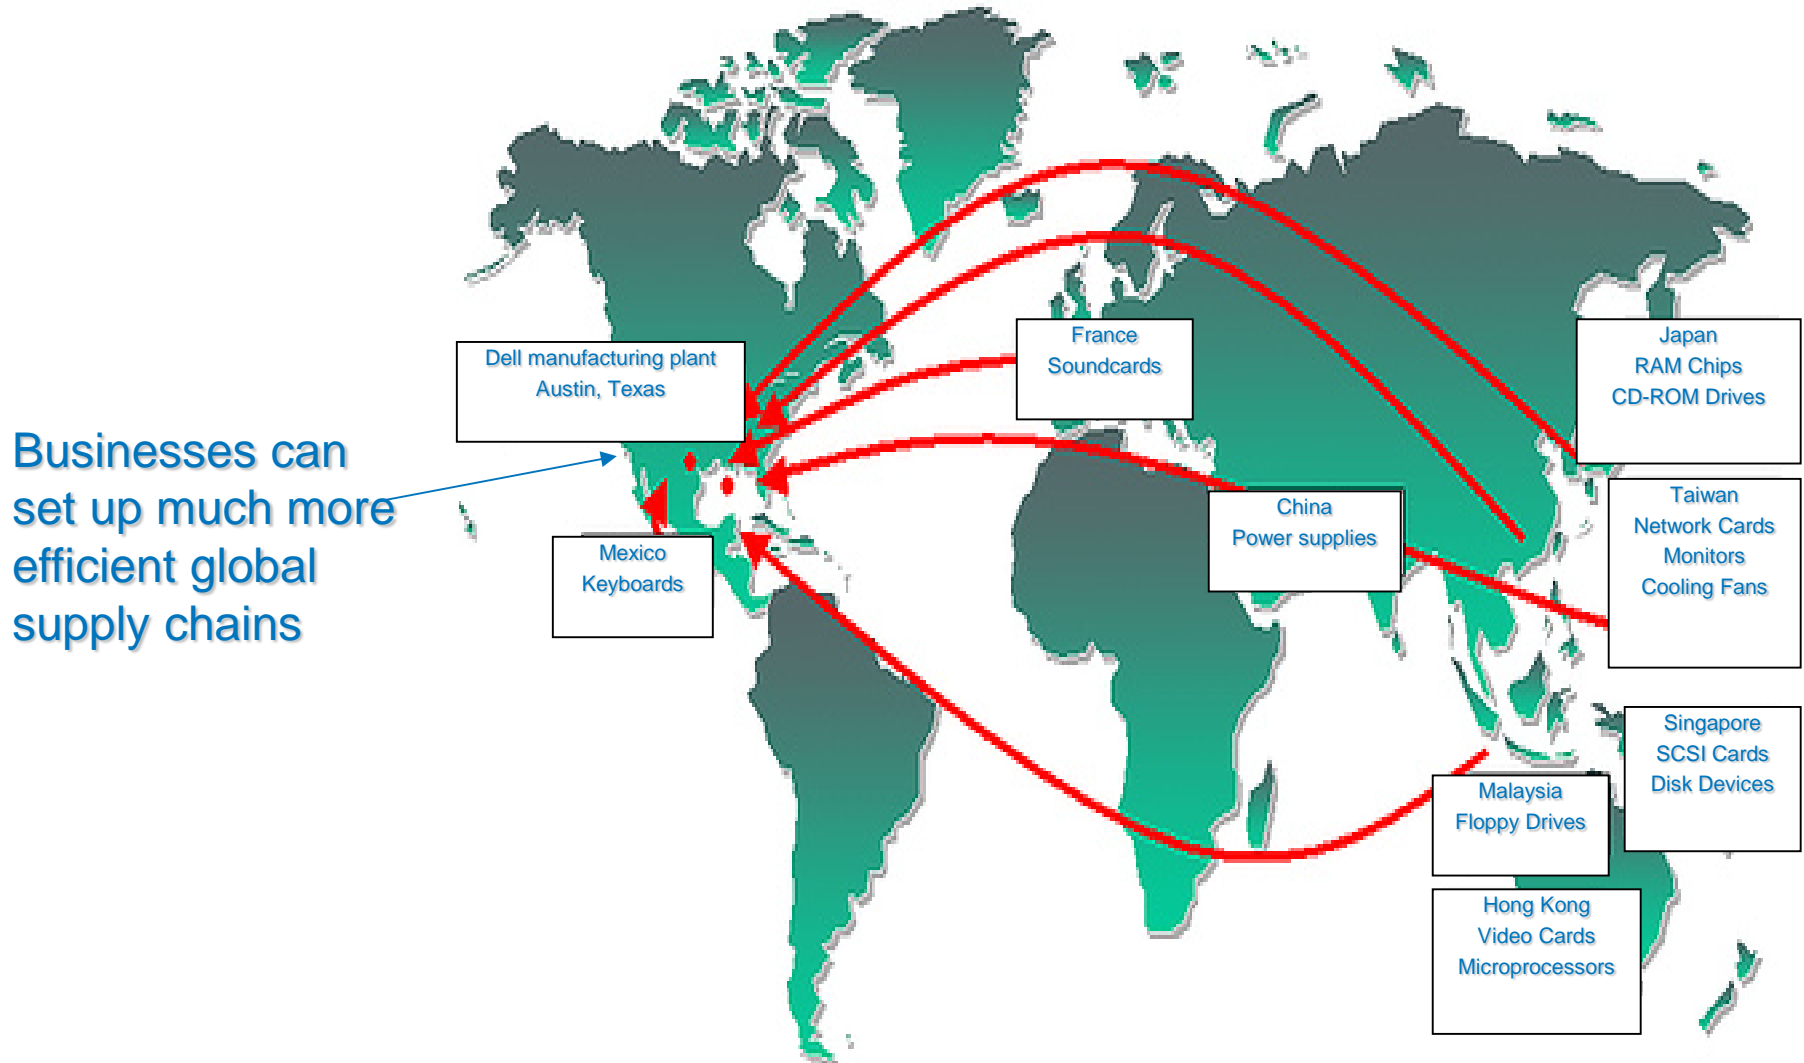 Businesses can
set up much more
efficient global
supply chains
Dell manufacturing plant
Austin, Texas
Mexico
Keyboards
France
Soundcards
China
Power supplies
Japan
RAM Chips
CD-ROM Drives
Taiwan
Network Cards
Monitors
Cooling Fans
Singapore
SCSI Cards
Disk Devices
Malaysia
Floppy Drives
Hong Kong
Video Cards
Microprocessors